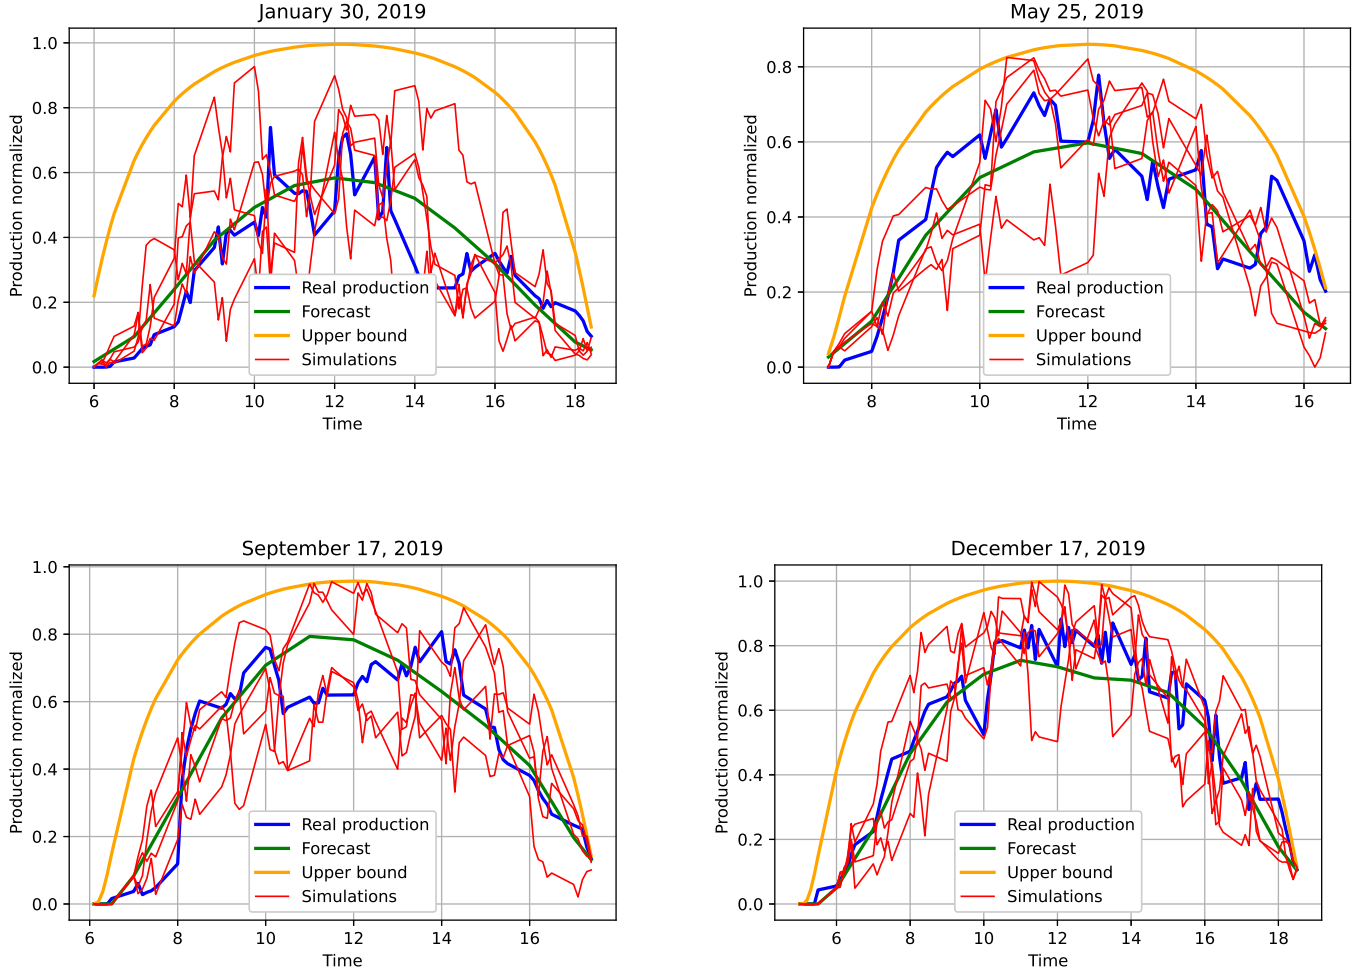 January 30, 2019
1.0
0.8
0.6
0.4
0.2
0.0
Production normalized
6 8 10 12 14 16 18
Time
Real production
Forecast
Upper bound
Simulations
May 25, 2019
0.8
0.6
0.4
0.2
0.0
Production normalized
8 10 12 14 16
Time
Real production
Forecast
Upper bound
Simulations
September 17, 2019
1.0
0.8
0.6
0.4
0.2
0.0
Production normalized
6 8 10 12 14 16
Time
Real production
Forecast
Upper bound
Simulations
December 17, 2019
1.0
0.8
0.6
0.4
0.2
0.0
Production normalized
6 8 10 12 14 16 18
Time
Real production
Forecast
Upper bound
Simulations